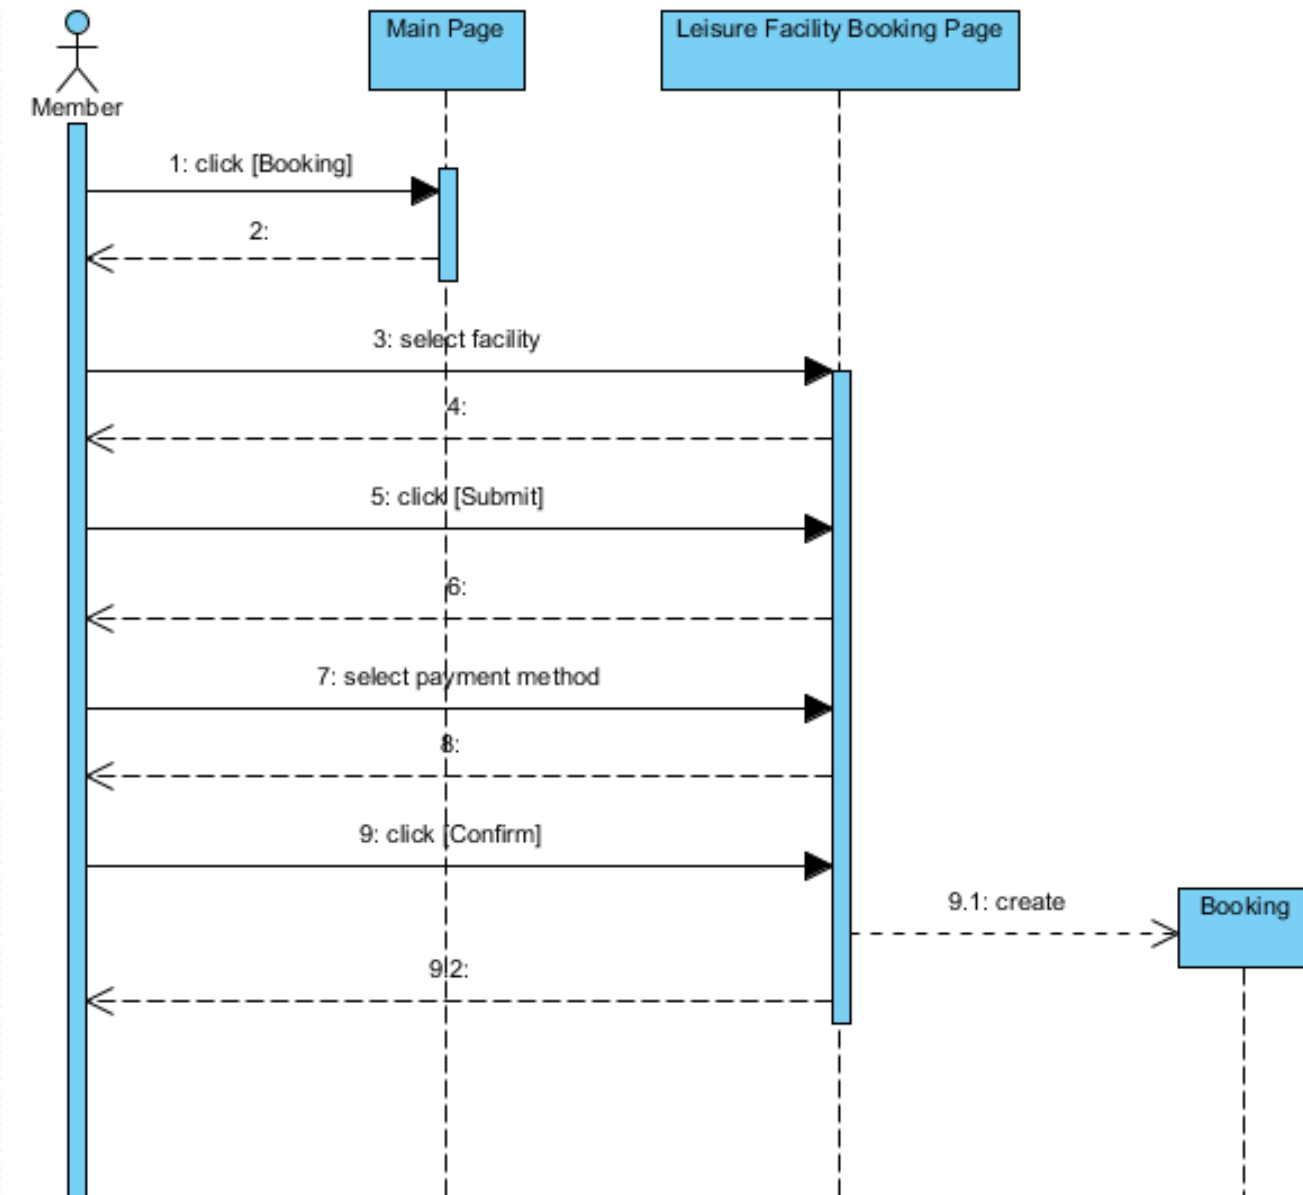 Main Page
Leisure Facility Booking Page
Member
1: click [Booking]
2:
3: select facility
4:
5: click [Submit]
6:
7: select payment method
8:
9: click [Confirm]
9.1: create
Booking
9.2: